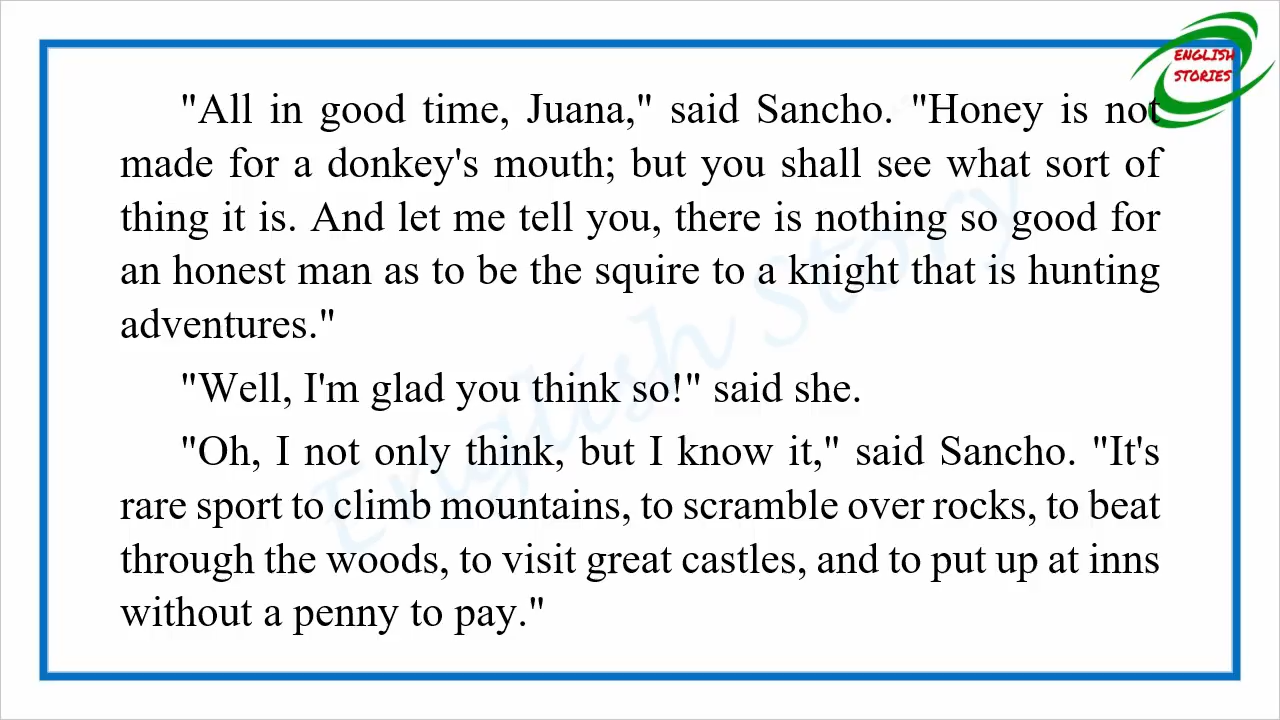 ENGLISH
STORIES
"All in good time, Juana," said Sancho. "Honey is not
made for a donkey's mouth; but you shall see what sort of
thing it is. And let me tell you, there is nothing so good for
an honest man as to be the squire to a knight that is hunting
adventures."
"Well, I'm glad you think so!" said she.
"Oh, I not only think, but I know it," said Sancho. "It's
rare sport to climb mountains, to scramble over rocks, to beat
through the woods, to visit great castles, and to put up at inns
without a penny to pay."
English Story